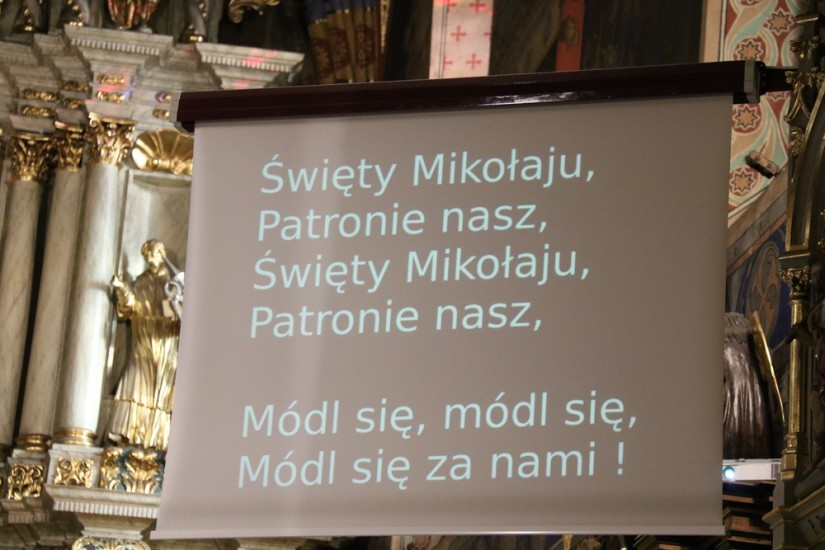 Święty Mikołaju,
Patronie nasz,
Święty Mikołaju,
Patronie nasz,
Módl się, módl się,
Módl się za nami !